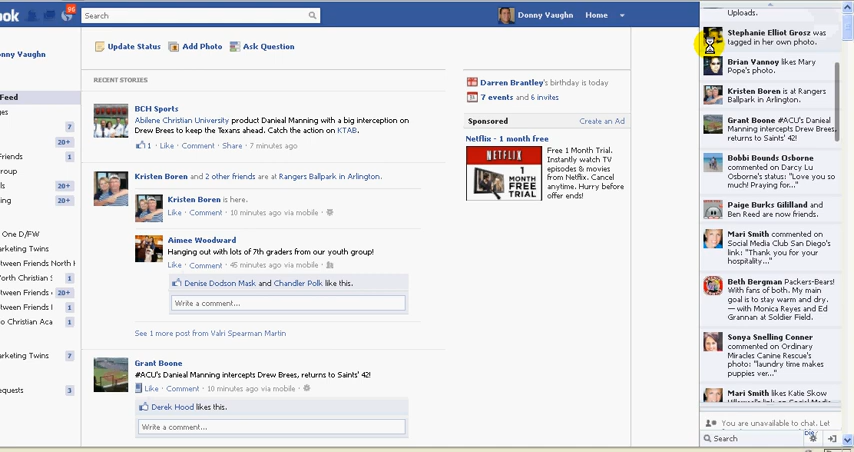 ook
96
Search
Donny Vaughn
Home
nny Vaughn
Feed
ges
7
20+
Friends
1
roup
ls
20+
ing
20+
One D/FW
arketing Twins
tween Friends North
orth Christian S
1
tween Friends
20+
tween Friends H
1
o Christian Aca
1
arketing Twins
7
equests
3
Update Status
Add Photo
Ask Question
RECENT STORIES
BCH Sports
Abilene Christian University product Danieal Manning with a big interception on
Drew Brees to keep the Texans ahead. Catch the action on KTAB.
1 · Like · Comment · Share · 7 minutes ago
Kristen Boren and 2 other friends are at Rangers Ballpark in Arlington.
Kristen Boren is here.
Like · Comment · 10 minutes ago via mobile ·
Aimee Woodward
Hanging out with lots of 7th graders from our youth group!
Like · Comment · 45 minutes ago via mobile ·
Denise Dodson Mask and Chandler Polk like this.
Write a comment...
See 1 more post from Valri Spearman Martin
Grant Boone
#ACU's Danieal Manning intercepts Drew Brees, returns to Saints' 42!
Like · Comment · 10 minutes ago via mobile ·
Derek Hood likes this.
Write a comment...
Darren Brantley's birthday is today
7 events and 6 invites
Sponsored
Create an Ad
Netflix - 1 month free
NETFLIX
1 MONTH
FREE
Free 1 Month Trial.
Instantly watch TV
episodes & movies
from Netflix. Cancel
anytime. Hurry before
offer ends!
Uploads.
Stephanie Elliot Grosz was
tagged in her own photo.
Brian Vannoy likes Mary
Pope's photo.
Kristen Boren is at Rangers
Ballpark in Arlington.
Grant Boone #ACU's Danieal
Manning intercepts Drew Brees,
returns to Saints' 42!
Bobbi Bounds Osborne
commented on Darcy Lu
Osborne's status: "Love you so
much! Praying for..."
Paige Burks Gililland and
Ben Reed are now friends.
Mari Smith commented on
Social Media Club San Diego's
link: "Thank you for your
hospitality..."
Beth Bergman Packers-Bears!
With fans of both. My main
goal is to stay warm and dry.
— with Monica Reyes and Ed
Grannan at Soldier Field.
Sonya Snelling Conner
commented on Ordinary
Miracles Canine Rescue's
photo: "laundry time makes
puppies ver..."
Mari Smith likes Katie Skow
link on Social Media
You are unavailable to chat. Let
Search